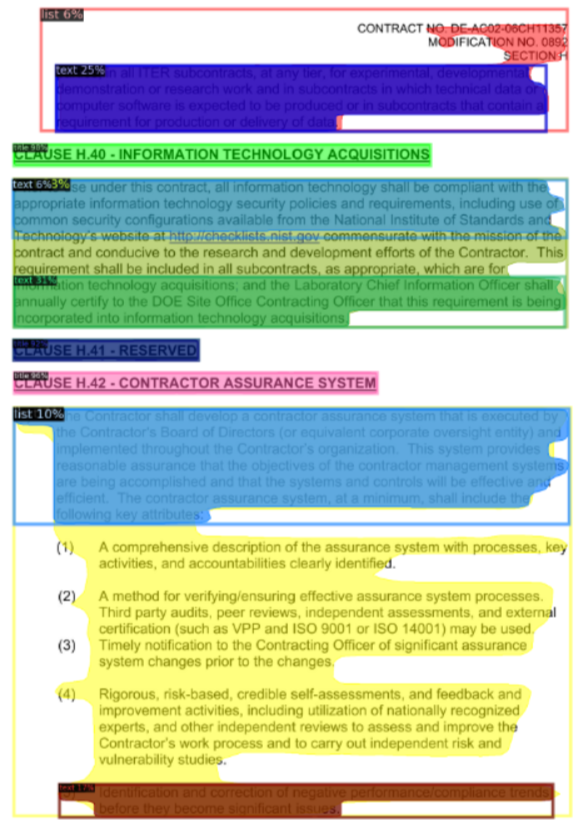 CONTRACT NO. DE-AC02-06CH11357
MODIFICATION NO. 0892
SECTION H
list 6%
text 25% in all ITER subcontracts, at any tier, for experimental, developmental
demonstration or research work and in subcontracts in which technical data or
computer software is expected to be produced or in subcontracts that contain a
requirement for production or delivery of data
CLAUSE H.40 - INFORMATION TECHNOLOGY ACQUISITIONS
text 6% 3% se under this contract, all information technology shall be compliant with the
appropriate information technology security policies and requirements, including use of
common security configurations available from the National Institute of Standards and
Technology's website at http://checklists.nist.gov commensurate with the mission of the
contract and conducive to the research and development efforts of the Contractor. This
requirement shall be included in all subcontracts, as appropriate, which are for
information technology acquisitions; and the Laboratory Chief Information Officer shall
annually certify to the DOE Site Office Contracting Officer that this requirement is being
incorporated into information technology acquisitions.
CLAUSE H.41 - RESERVED
CLAUSE H.42 - CONTRACTOR ASSURANCE SYSTEM
list 10% The Contractor shall develop a contractor assurance system that is executed by
the Contractor's Board of Directors (or equivalent corporate oversight entity) and
implemented throughout the Contractor's organization. This system provides
reasonable assurance that the objectives of the contractor management systems
are being accomplished and that the systems and controls will be effective and
efficient. The contractor assurance system, at a minimum, shall include the
following key attributes:
(1) A comprehensive description of the assurance system with processes, key
activities, and accountabilities clearly identified.
(2) A method for verifying/ensuring effective assurance system processes.
Third party audits, peer reviews, independent assessments, and external
certification (such as VPP and ISO 9001 or ISO 14001) may be used.
(3) Timely notification to the Contracting Officer of significant assurance
system changes prior to the changes.
(4) Rigorous, risk-based, credible self-assessments, and feedback and
improvement activities, including utilization of nationally recognized
experts, and other independent reviews to assess and improve the
Contractor's work process and to carry out independent risk and
vulnerability studies.
Identification and correction of negative performance/compliance trends
before they become significant issues.